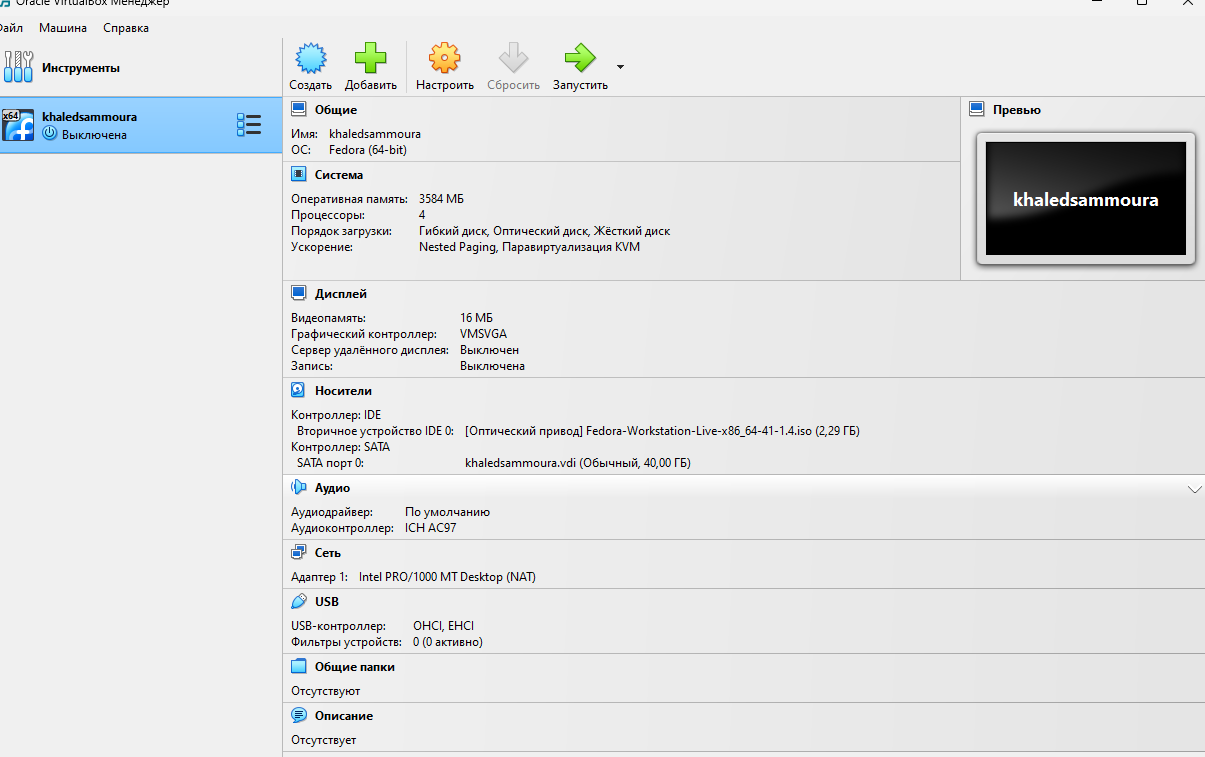 Oracle VirtualBox Менеджер
Файл Машина Справка
Инструменты
Создать Добавить Настроить Сбросить Запустить
x64
khaledsammoura
Выключена
Общие
Имя: khaledsammoura
ОС: Fedora (64-bit)
Превью
khaledsammoura
Система
Оперативная память: 3584 МБ
Процессоры: 4
Порядок загрузки: Гибкий диск, Оптический диск, Жёсткий диск
Ускорение: Nested Paging, Паравиртуализация KVM
Дисплей
Видеопамять: 16 МБ
Графический контроллер: VMSVGA
Сервер удалённого дисплея: Выключен
Запись: Выключена
Носители
Контроллер: IDE
Вторичное устройство IDE 0: [Оптический привод] Fedora-Workstation-Live-x86_64-41-1.4.iso (2,29 ГБ)
Контроллер: SATA
SATA порт 0: khaledsammoura.vdi (Обычный, 40,00 ГБ)
Аудио
Аудиодрайвер: По умолчанию
Аудиоконтроллер: ICH AC97
Сеть
Адаптер 1: Intel PRO/1000 MT Desktop (NAT)
USB
USB-контроллер: OHCI, EHCI
Фильтры устройств: 0 (0 активно)
Общие папки
Отсутствуют
Описание
Отсутствует